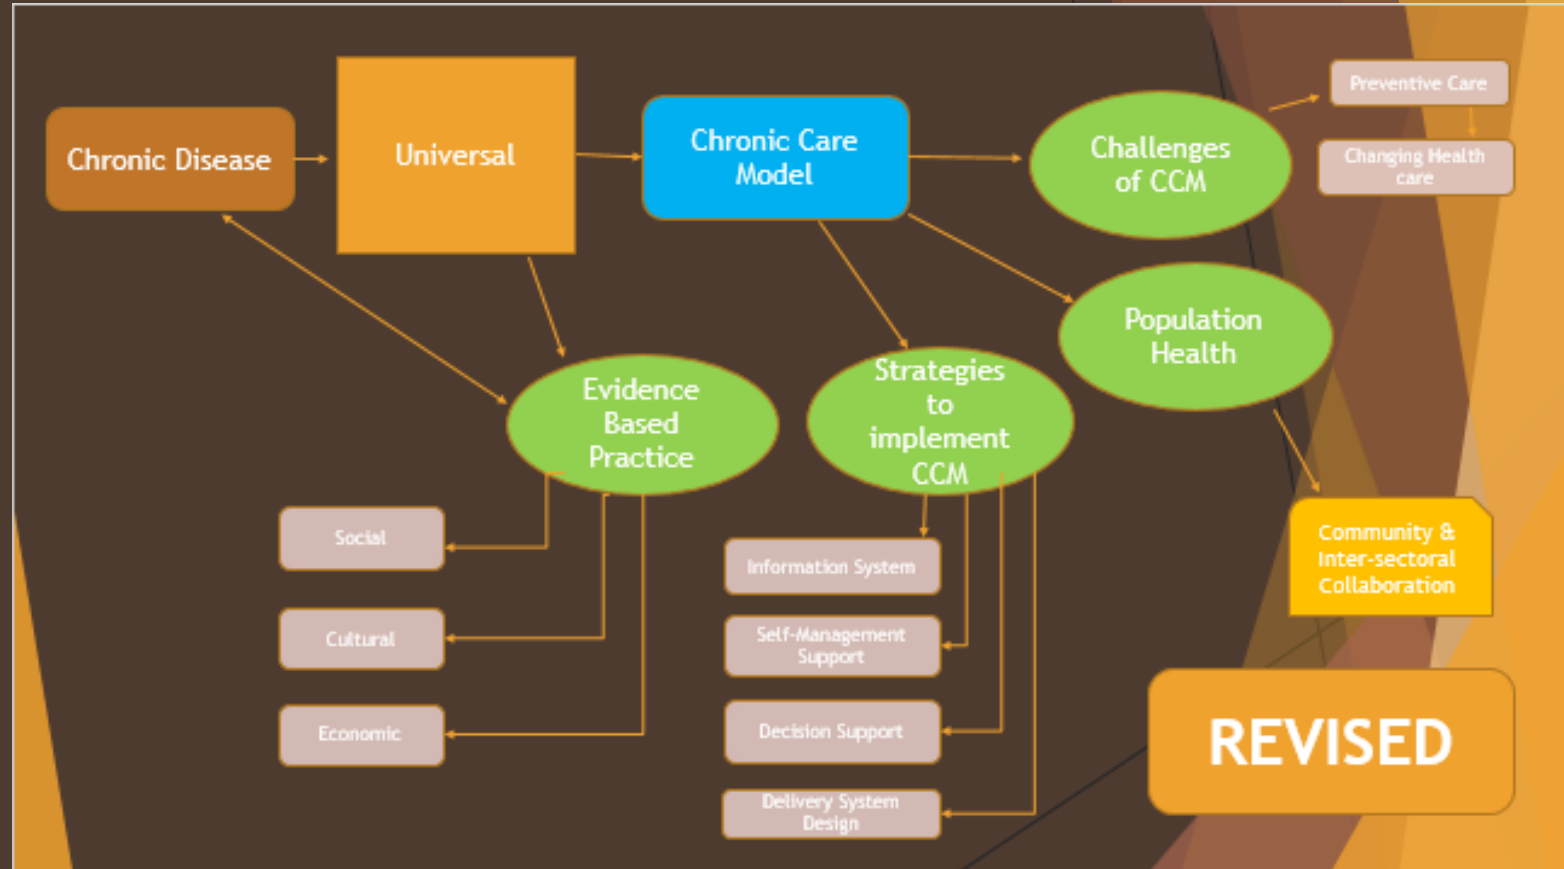 Chronic Disease
Universal
Chronic Care
Model
Challenges
of CCM
Preventive Care
Changing Health
care
Population
Health
Evidence
Based
Practice
Strategies
to
implement
CCM
Social
Cultural
Economic
Information System
Self-Management
Support
Decision Support
Delivery System
Design
Community &
Inter-sectoral
Collaboration
REVISED